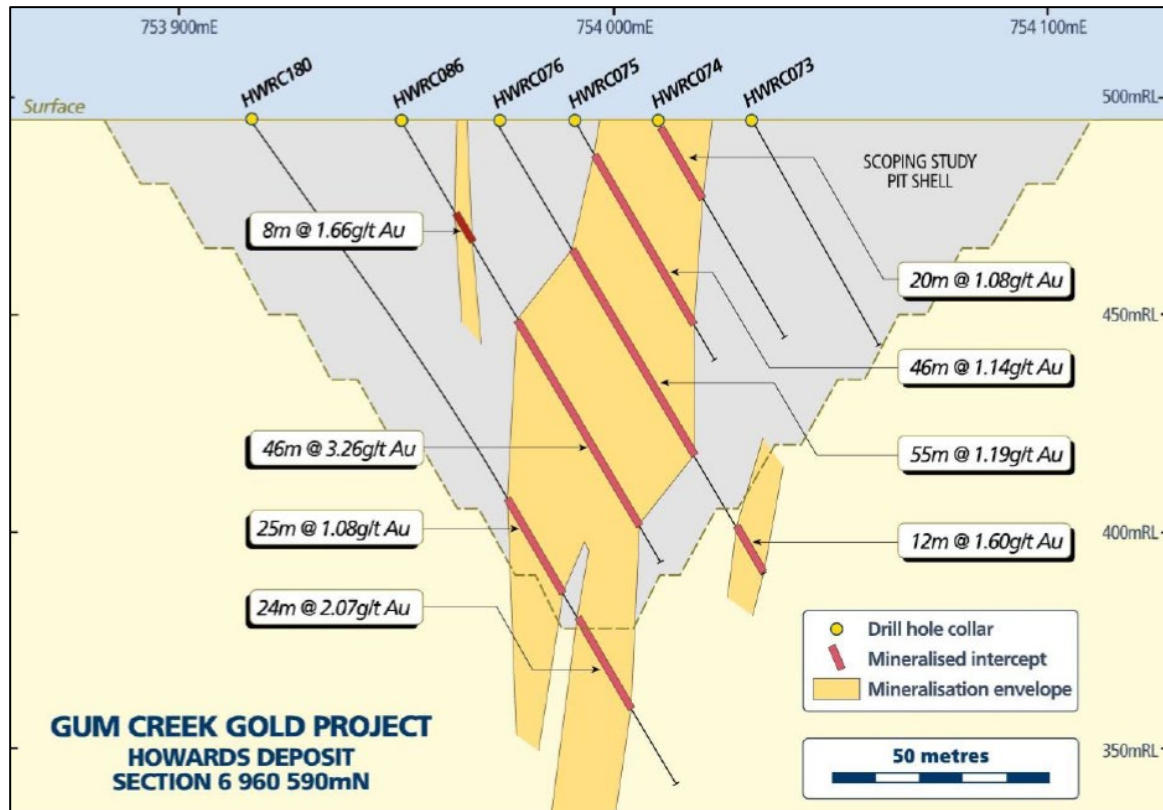 753 900mE
754 000mE
754 100mE
HWRC180
HWRC086
HWRC076
HWRC075
HWRC074
HWRC073
Surface
500mRL
SCOPING STUDY
PIT SHELL
8m @ 1.66g/t Au
20m @ 1.08g/t Au
450mRL
46m @ 1.14g/t Au
46m @ 3.26g/t Au
55m @ 1.19g/t Au
25m @ 1.08g/t Au
400mRL
12m @ 1.60g/t Au
24m @ 2.07g/t Au
Drill hole collar
Mineralised intercept
Mineralisation envelope
GUM CREEK GOLD PROJECT
HOWARDS DEPOSIT
SECTION 6 960 590mN
50 metres
350mRL